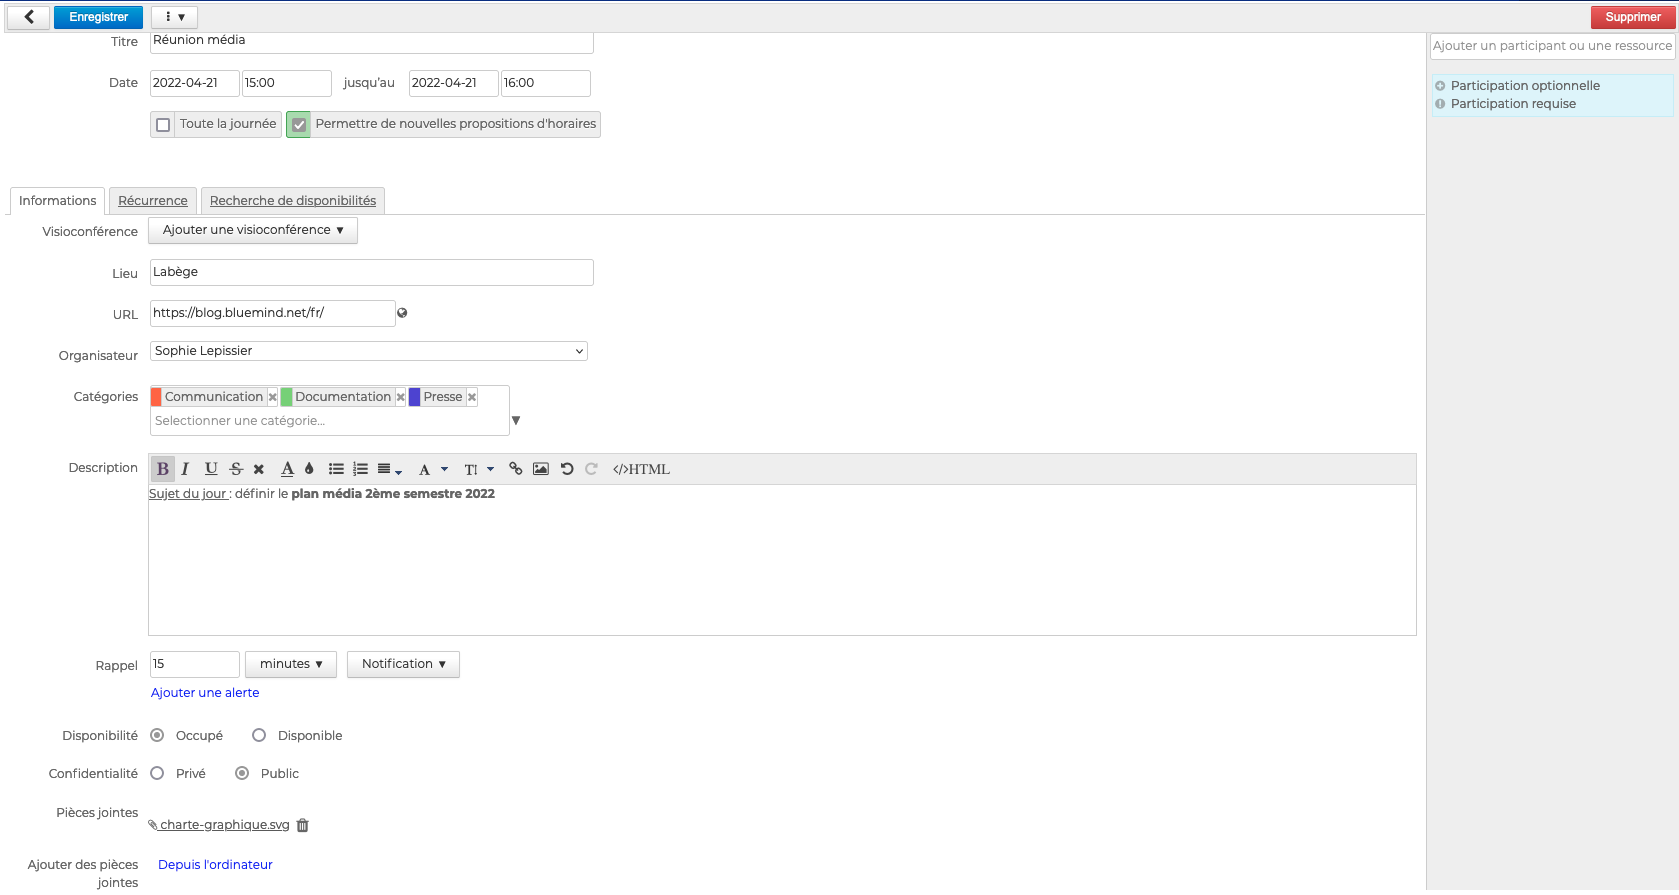 Enregistrer
Supprimer
Titre Réunion média
Ajouter un participant ou une ressource
Date 2022-04-21 15:00 jusqu'au 2022-04-21 16:00
Participation optionnelle
Participation requise
Toute la journée Permettre de nouvelles propositions d'horaires
Informations Récurrence Recherche de disponibilités
Visioconférence Ajouter une visioconférence ▼
Lieu Labège
URL https://blog.bluemind.net/fr/
Organisateur Sophie Lepissier
Catégories Communication Documentation Presse
Selectionner une catégorie...
Description B I U S A A T! </>HTML
Sujet du jour : définir le plan média 2ème semestre 2022
Rappel 15 minutes ▼ Notification ▼
Ajouter une alerte
Disponibilité Occupé Disponible
Confidentialité Privé Public
Pièces jointes
charte-graphique.svg
Ajouter des pièces Depuis l'ordinateur
jointes